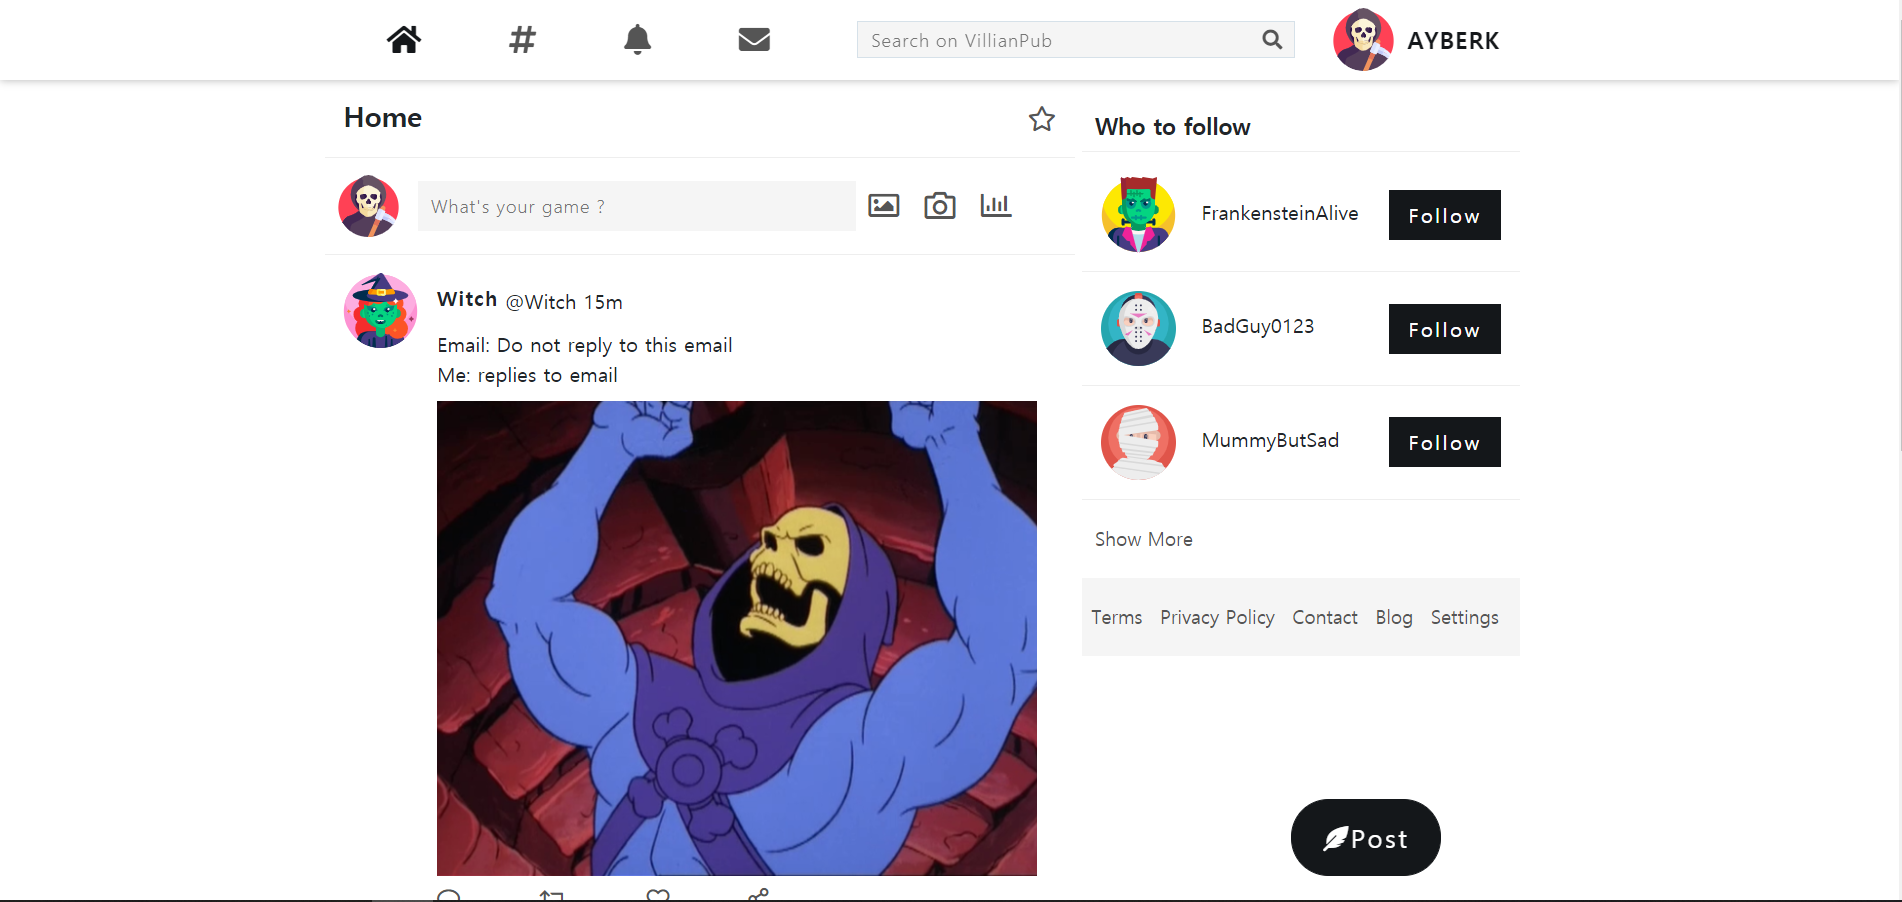 Search on VillianPub
AYBERK
Home
What's your game ?
Witch @Witch 15m
Email: Do not reply to this email
Me: replies to email
Who to follow
FrankensteinAlive Follow
BadGuy0123 Follow
MummyButSad Follow
Show More
Terms Privacy Policy Contact Blog Settings
Post